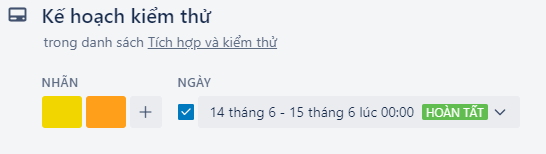 Kế hoạch kiểm thử
trong danh sách Tích hợp và kiểm thử
NHÃN NGÀY
14 tháng 6 - 15 tháng 6 lúc 00:00 HOÀN TẤT